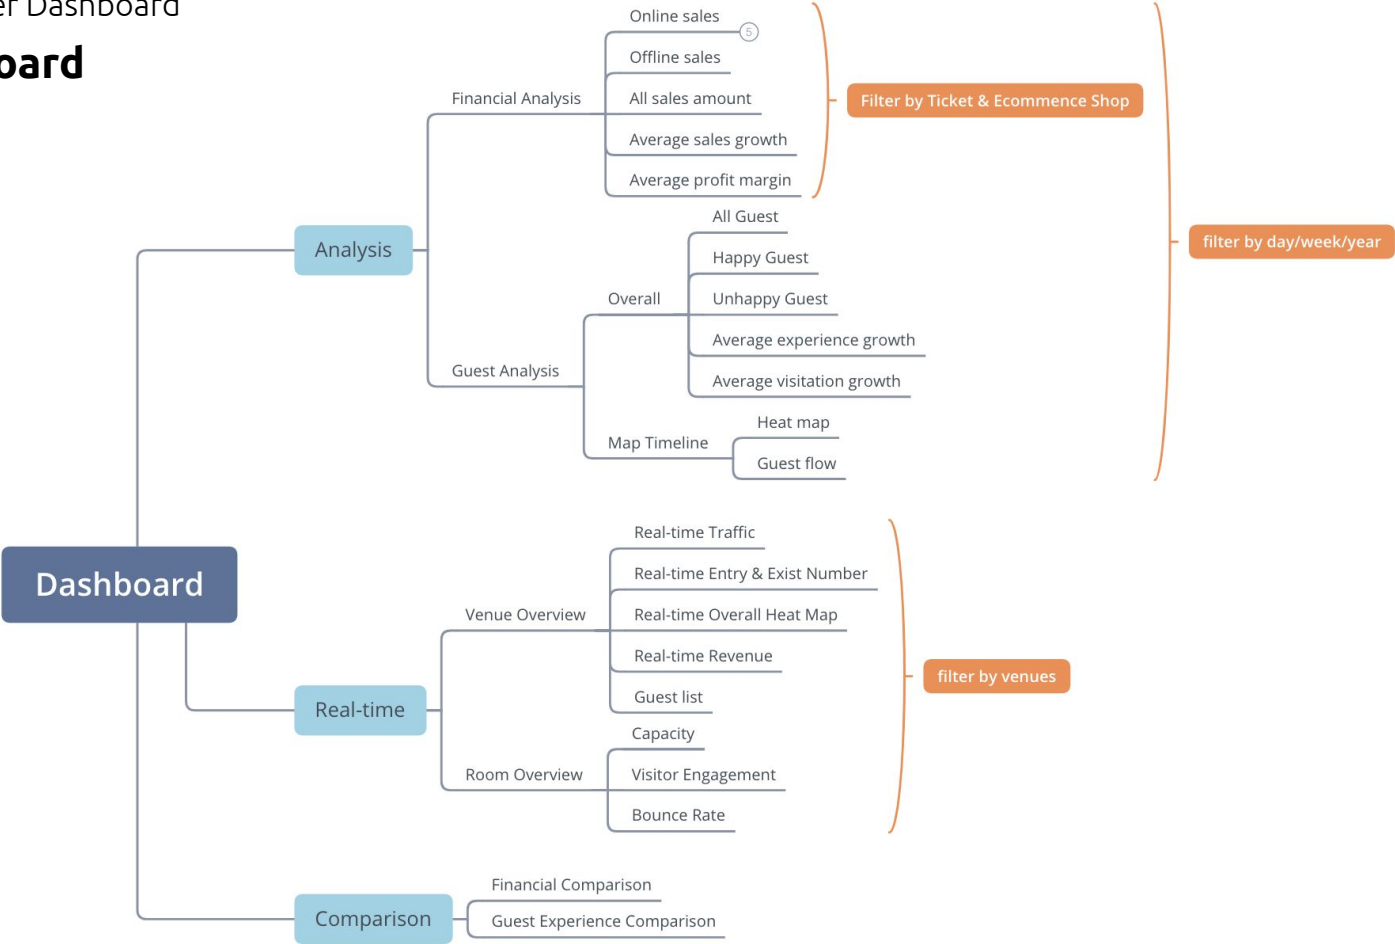 er Dashboard
oard
Online sales
5
Offline sales
Financial Analysis
All sales amount
Average sales growth
Average profit margin
Filter by Ticket & Ecommence Shop
Analysis
All Guest
Happy Guest
Overall
Unhappy Guest
Average experience growth
Guest Analysis
Average visitation growth
Map Timeline
Heat map
Guest flow
filter by day/week/year
Dashboard
Real-time Traffic
Real-time Entry & Exist Number
Venue Overview
Real-time Overall Heat Map
Real-time Revenue
Guest list
Real-time
Capacity
Room Overview
Visitor Engagement
Bounce Rate
filter by venues
Comparison
Financial Comparison
Guest Experience Comparison